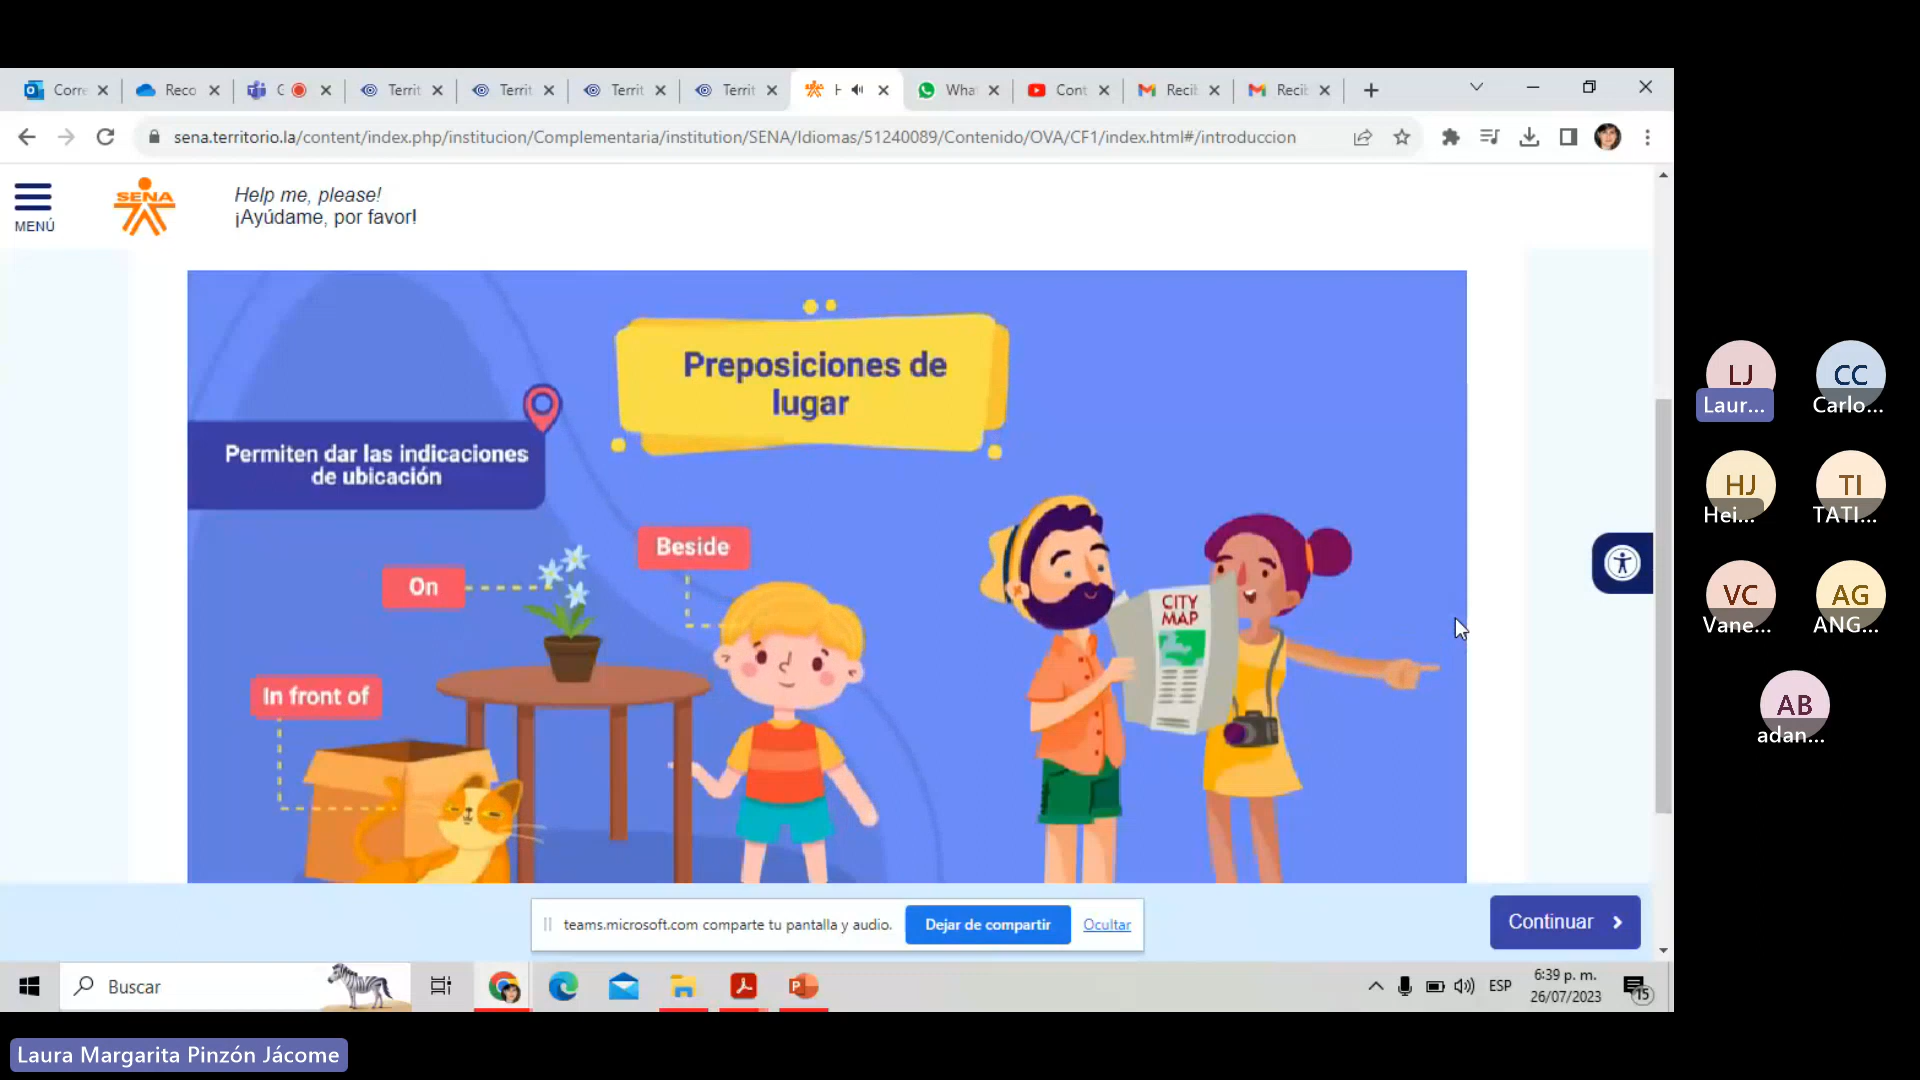 Corre
Reco
C
Territ
Territ
Territ
Territ
H
What
Cont
Recib
Recib
sena.territorio.la/content/index.php/institucion/Complementaria/institution/SENA/Idiomas/51240089/Contenido/OVA/CF1/index.html#/introduccion
MENÚ
SENA
Help me, please!
¡Ayúdame, por favor!
Preposiciones de
lugar
Permiten dar las indicaciones
de ubicación
Beside
On
In front of
CITY
MAP
teams.microsoft.com comparte tu pantalla y audio.
Dejar de compartir
Ocultar
Continuar
Buscar
ESP
6:39 p. m.
26/07/2023
15
LJ
Laur...
CC
Carlo...
HJ
Hei...
TI
TATI...
VC
Vane...
AG
ANG...
AB
adan...
Laura Margarita Pinzón Jácome